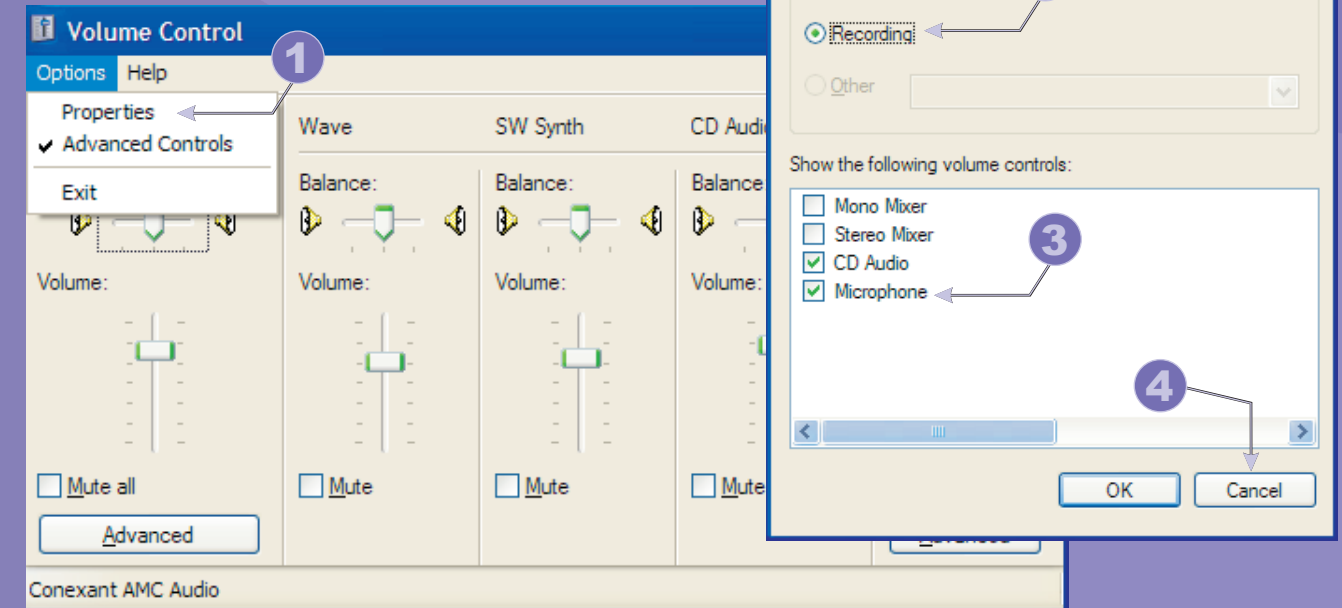 Volume Control
1
Options Help
Properties
Advanced Controls
Exit
Wave
SW Synth
Balance:
Balance:
Balance
Volume:
Volume:
Volume:
Volume:
Mute all
Mute
Mute
Mute
Advanced
Conexant AMC Audio
Recording
Other
Show the following volume controls:
Mono Mixer
Stereo Mixer
CD Audio
Microphone
3
4
OK
Cancel
CD Audio